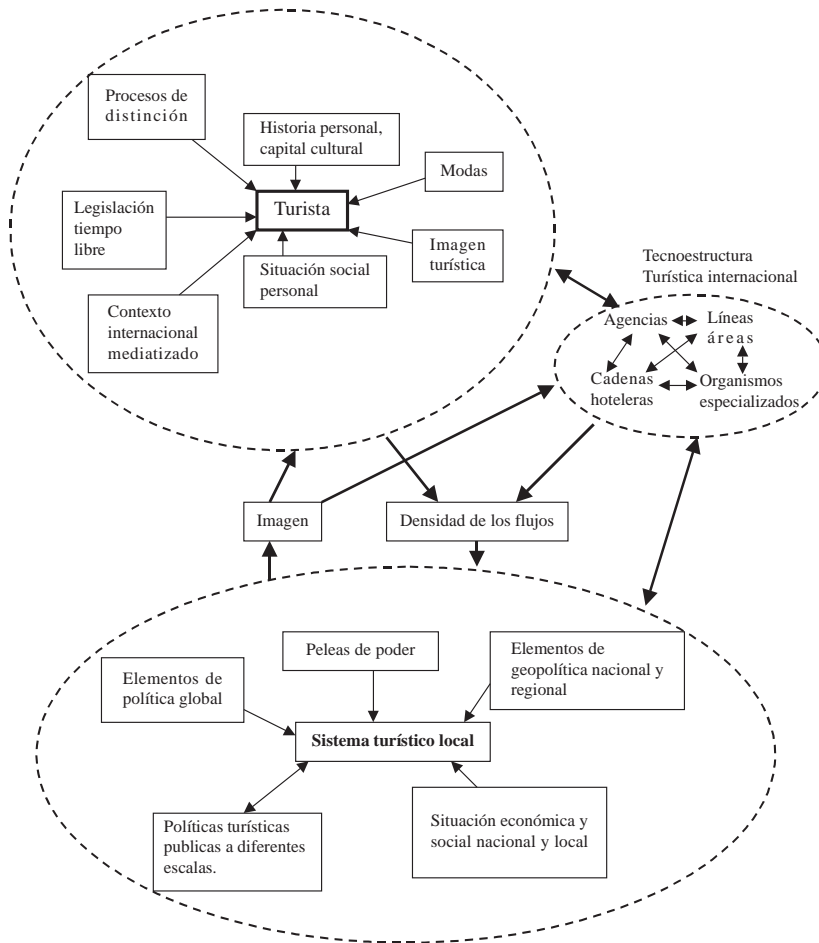 Procesos de
distinción
Historia personal,
capital cultural
Modas
Legislación
tiempo
libre
Turista
Imagen
turística
Situación social
personal
Contexto
internacional
mediatizado
Tecnoestructura
Turística internacional
Agencias
Líneas
áreas
Cadenas
hoteleras
Organismos
especializados
Imagen
Densidad de los flujos
Peleas de poder
Elementos de
geopolítica nacional y
regional
Elementos de
política global
Sistema turístico local
Políticas turísticas
publicas a diferentes
escalas.
Situación económica y
social nacional y local